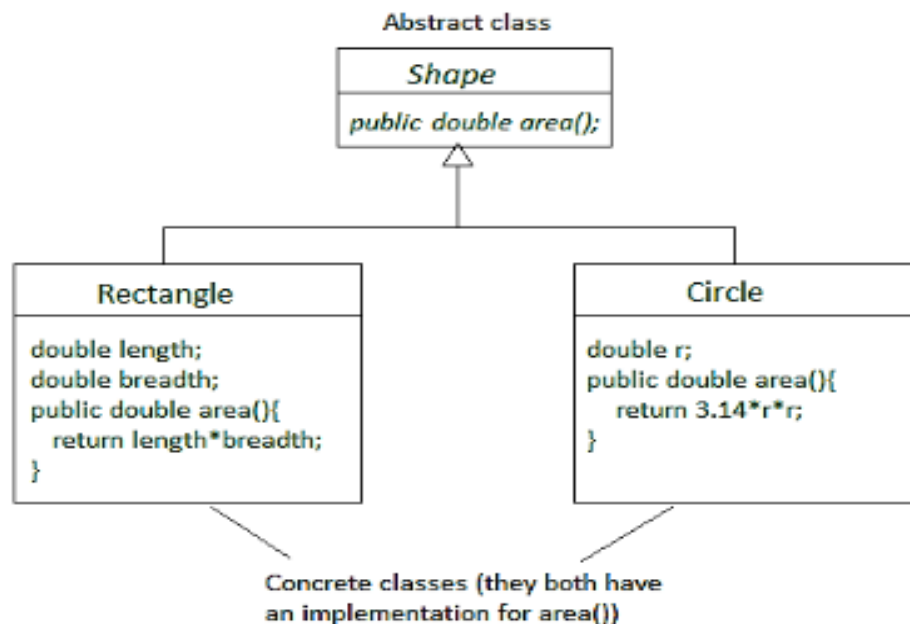 Abstract class
Shape
public double area();
Rectangle
double length;
double breadth;
public double area(){
return length*breadth;
}
Circle
double r;
public double area(){
return 3.14*r*r;
}
Concrete classes (they both have
an implementation for area())